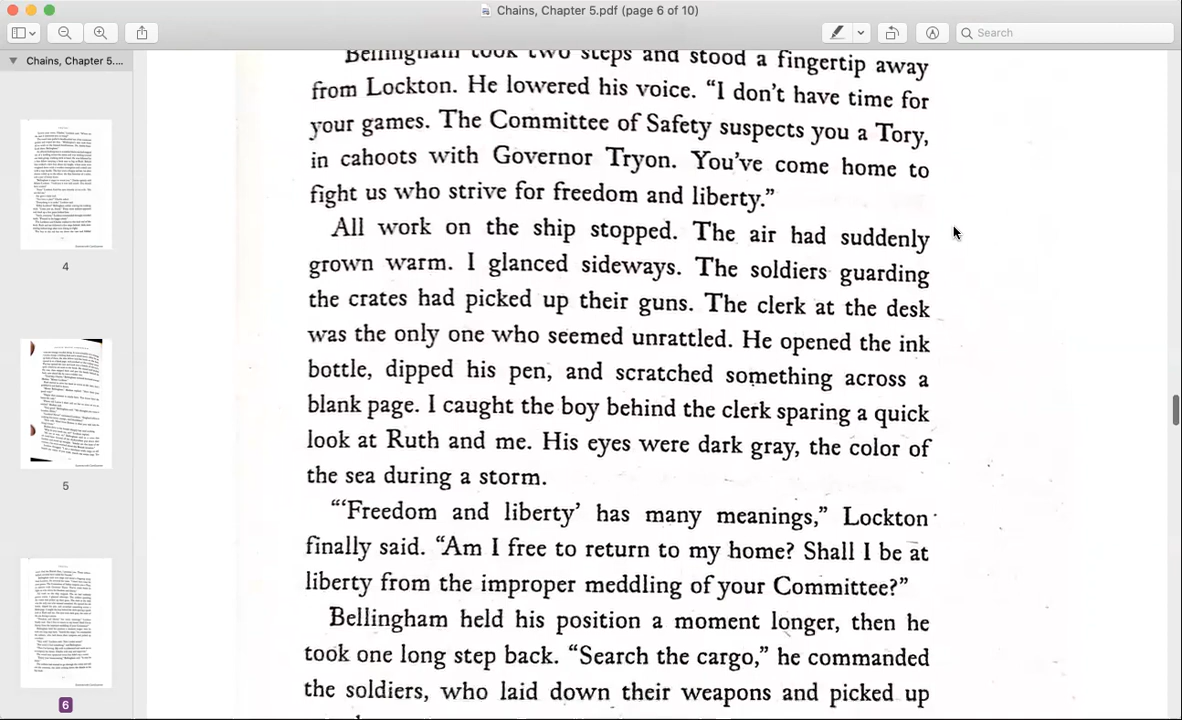 Chains, Chapter 5.pdf (page 6 of 10)
Search
Chains, Chapter 5....
4
5
6
Bellingham took two steps and stood a fingertip away
from Lockton. He lowered his voice. “I don’t have time for
your games. The Committee of Safety suspects you a Tory,
in cahoots with Governor Tryon. You’ve come home to
fight us who strive for freedom and liberty.”
All work on the ship stopped. The air had suddenly
grown warm. I glanced sideways. The soldiers guarding
the crates had picked up their guns. The clerk at the desk
was the only one who seemed unrattled. He opened the ink
bottle, dipped his pen, and scratched something across a
blank page. I caught the boy behind the clerk sparing a quick
look at Ruth and me. His eyes were dark gray, the color of
the sea during a storm.
“‘Freedom and liberty’ has many meanings,” Lockton
finally said. “Am I free to return to my home? Shall I be at
liberty from the improper meddling of your Committee?”
Bellingham held his position a moment longer, then he
took one long step back. “Search the cargo,” he commanded
the soldiers, who laid down their weapons and picked up